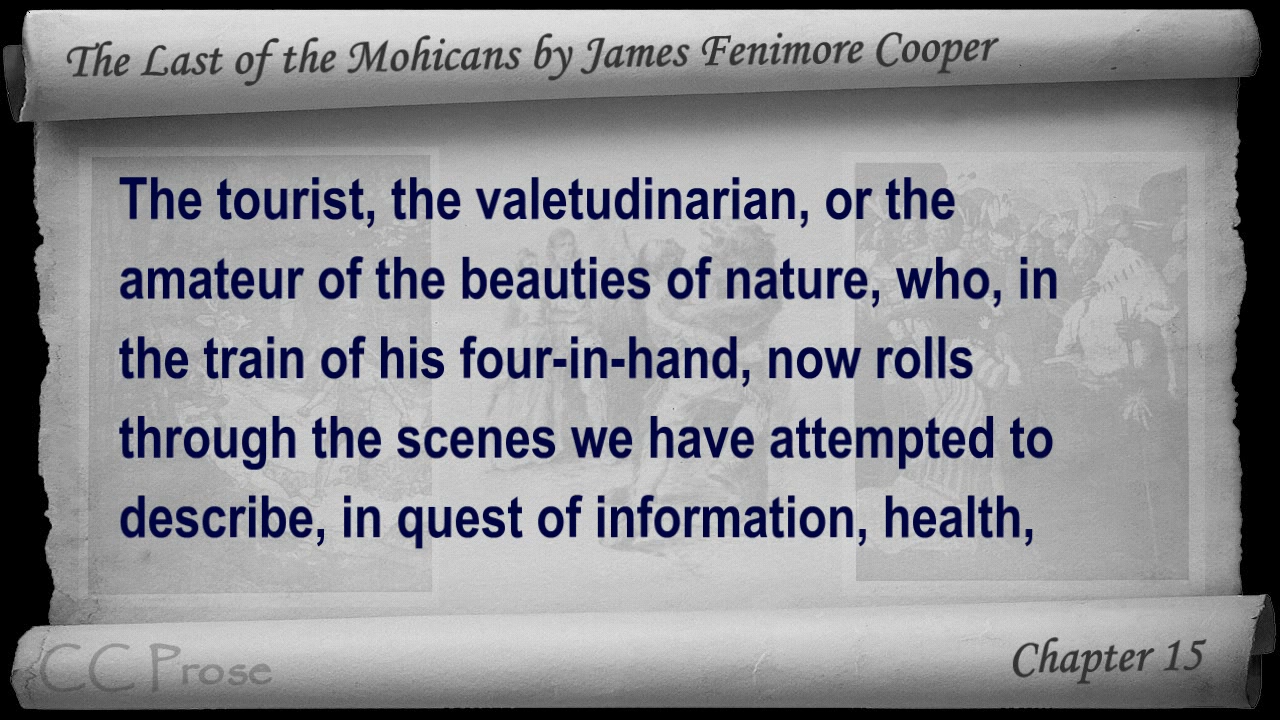 The Last of the Mohicans by James Fenimore Cooper
The tourist, the valetudinarian, or the
amateur of the beauties of nature, who, in
the train of his four-in-hand, now rolls
through the scenes we have attempted to
describe, in quest of information, health,
CC Prose
Chapter 15